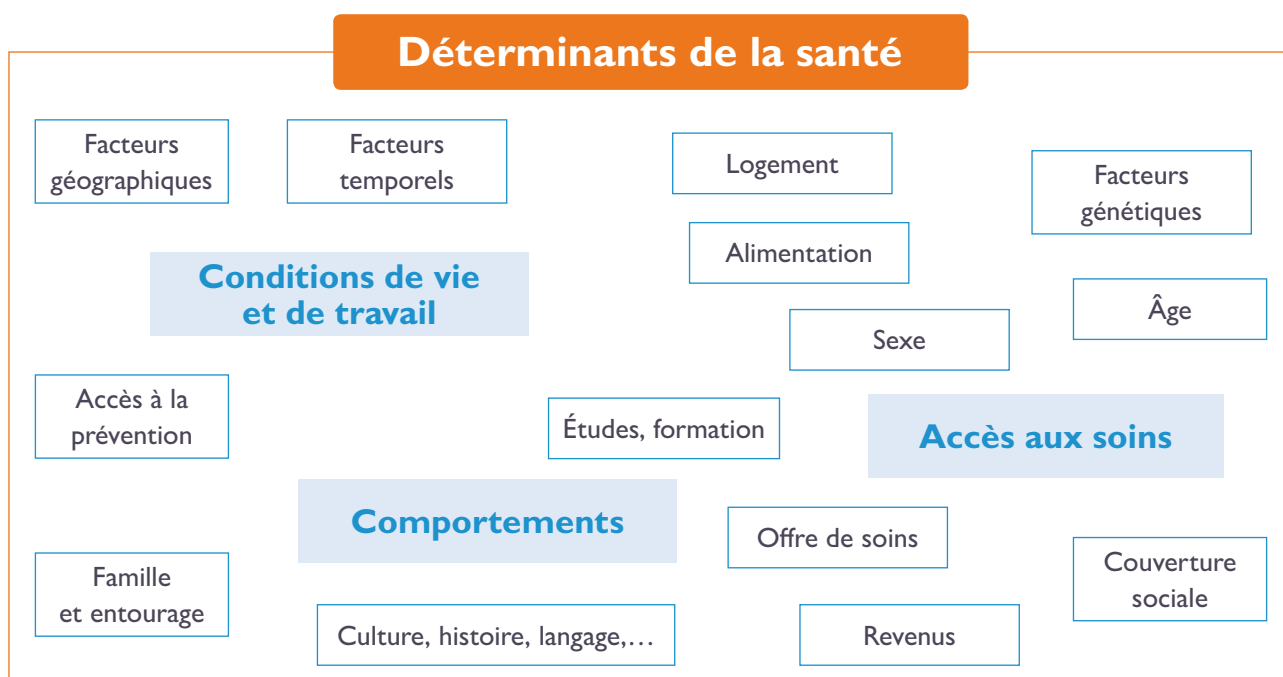 Déterminants de la santé
Facteurs
géographiques
Facteurs
temporels
Logement
Facteurs
génétiques
Alimentation
Conditions de vie
et de travail
Âge
Sexe
Accès à la
prévention
Études, formation
Accès aux soins
Comportements
Offre de soins
Famille
et entourage
Couverture
sociale
Culture, histoire, langage,…
Revenus